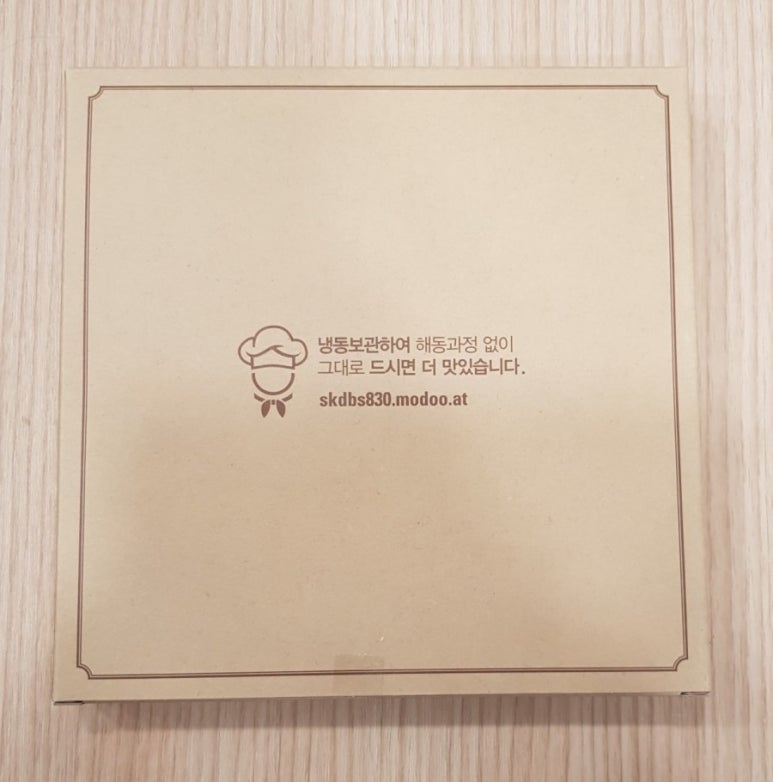 냉동보관하여 해동과정 없이
그대로 드시면 더 맛있습니다.
skdbs830.modoo.at